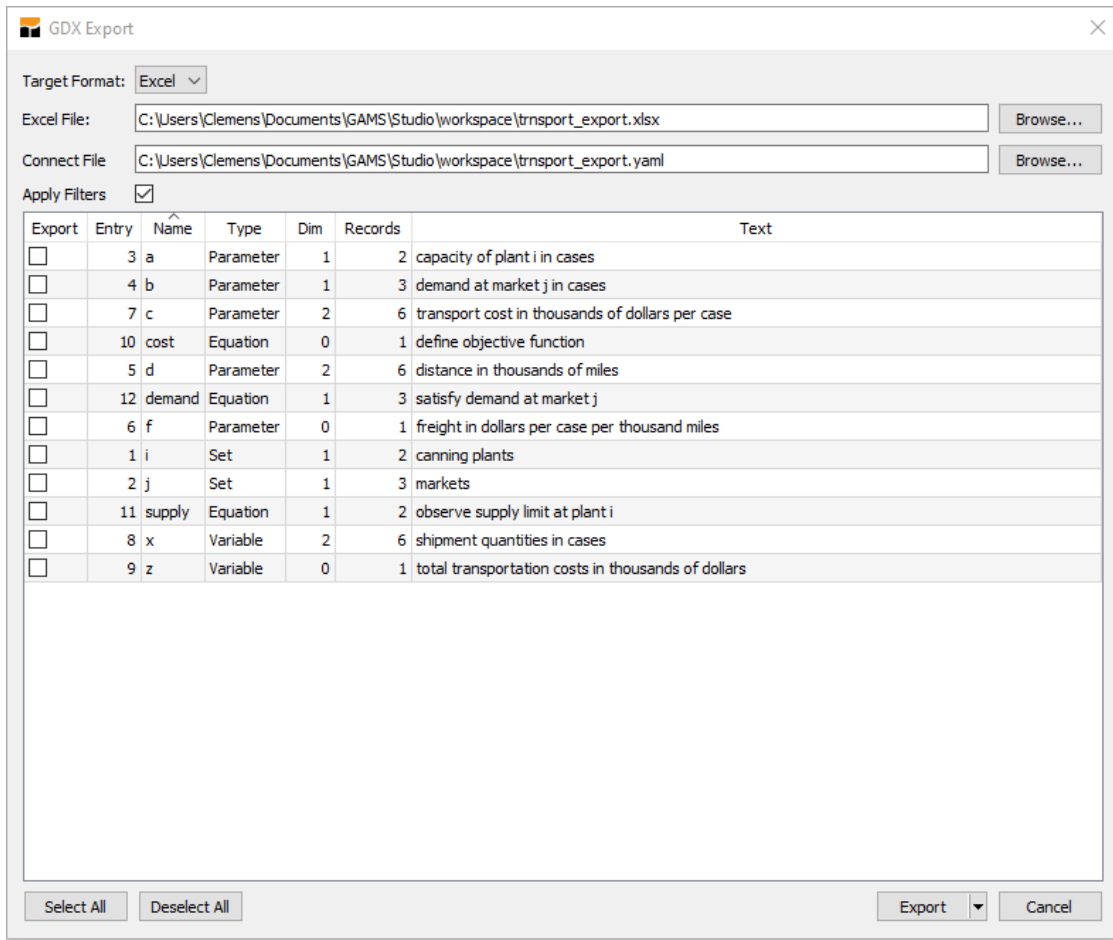 GDX Export
Target Format: Excel
Excel File: C:\Users\Clemens\Documents\GAMS\Studio\workspace\trnsport_export.xlsx Browse...
Connect File C:\Users\Clemens\Documents\GAMS\Studio\workspace\trnsport_export.yaml Browse...
Apply Filters
Export Entry Name Type Dim Records Text
3 a Parameter 1 2 capacity of plant i in cases
4 b Parameter 1 3 demand at market j in cases
7 c Parameter 2 6 transport cost in thousands of dollars per case
10 cost Equation 0 1 define objective function
5 d Parameter 2 6 distance in thousands of miles
12 demand Equation 1 3 satisfy demand at market j
6 f Parameter 0 1 freight in dollars per case per thousand miles
1 i Set 1 2 canning plants
2 j Set 1 3 markets
11 supply Equation 1 2 observe supply limit at plant i
8 x Variable 2 6 shipment quantities in cases
9 z Variable 0 1 total transportation costs in thousands of dollars
Select All Deselect All Export Cancel